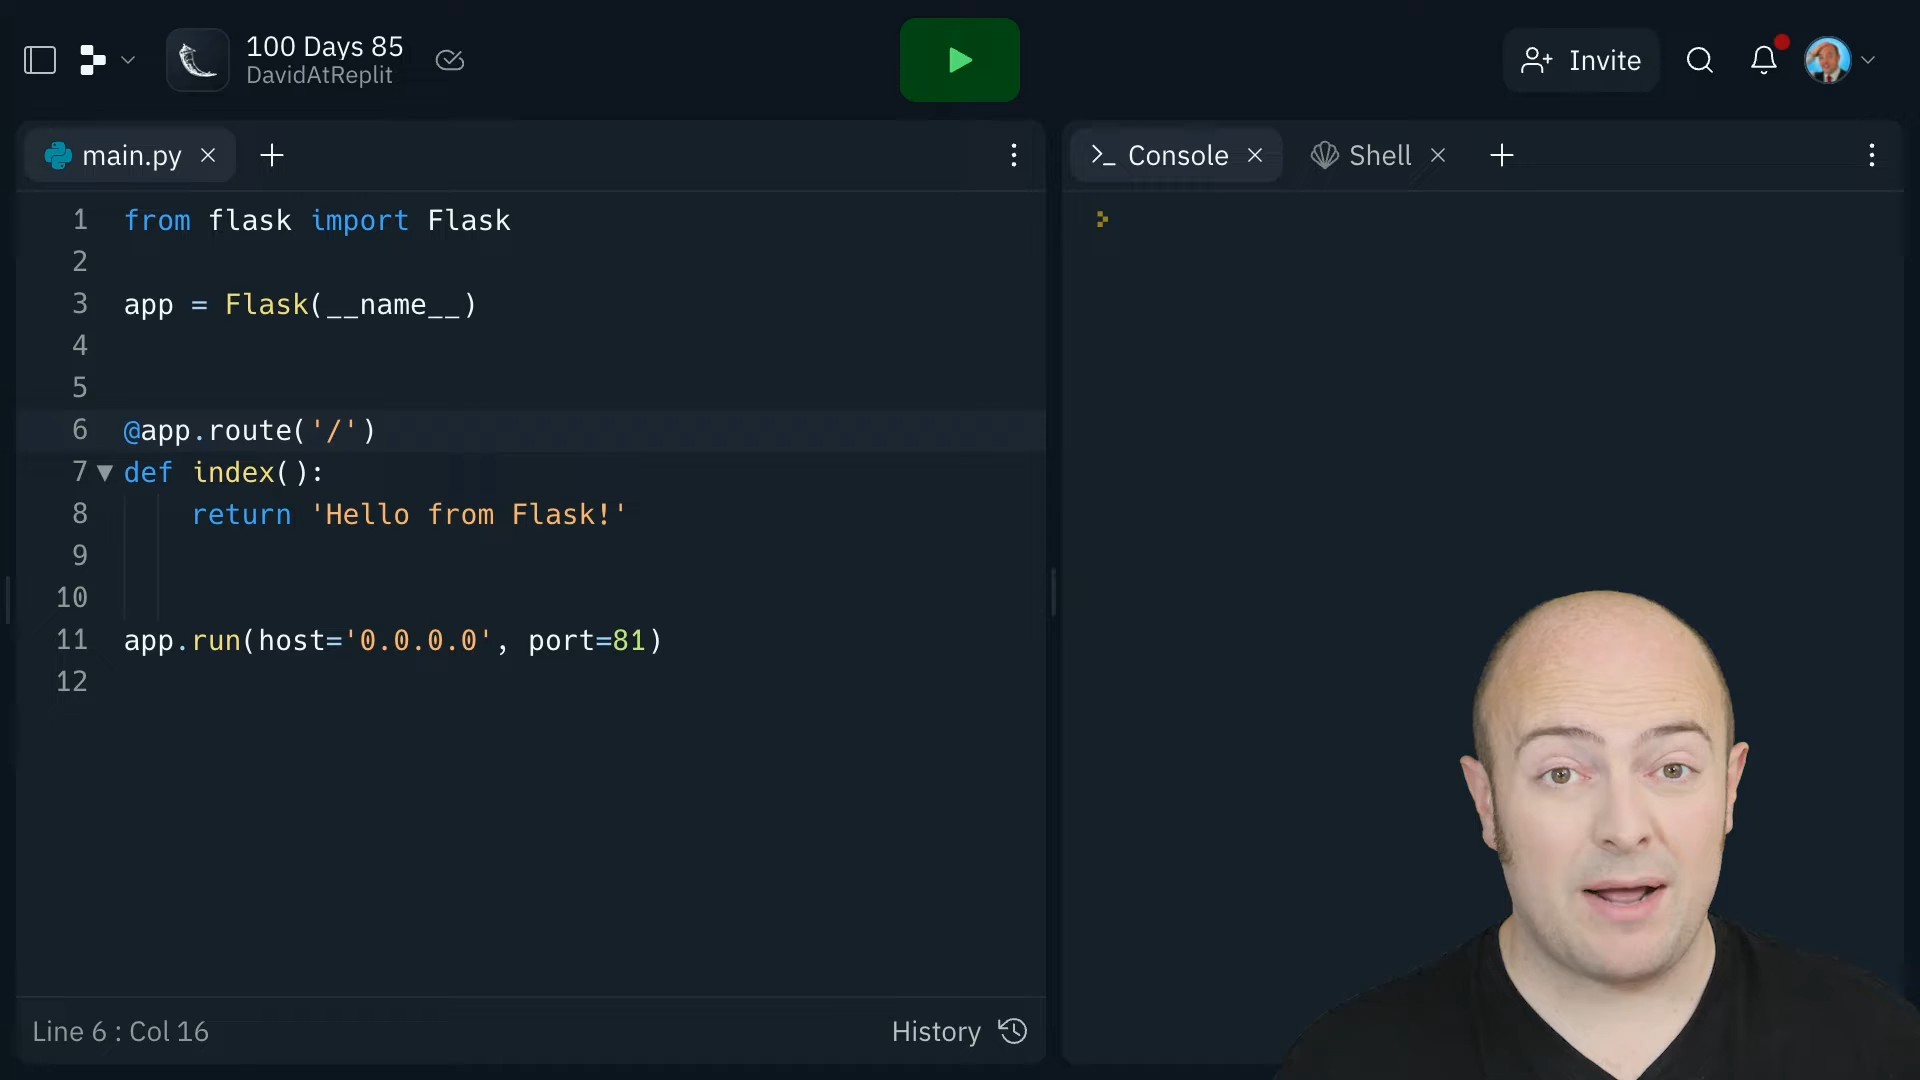 100 Days 85
DavidAtReplit
Invite
main.py
Console
Shell
1 from flask import Flask
2
3 app = Flask(__name__)
4
5
6 @app.route('/')
7 def index():
8 return 'Hello from Flask!'
9
10
11 app.run(host='0.0.0.0', port=81)
12
Line 6 : Col 16
History